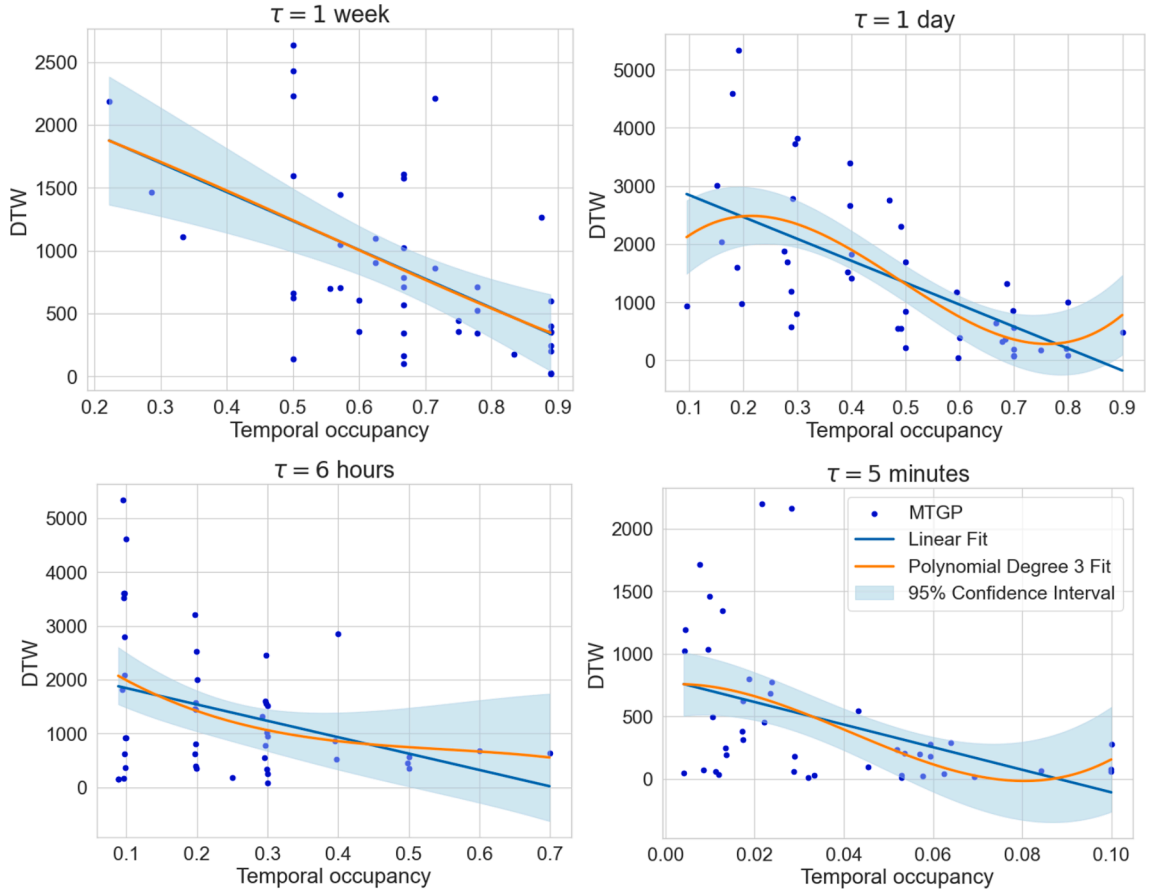 τ = 1 week
DTW
2500
2000
1500
1000
500
0
0.2 0.3 0.4 0.5 0.6 0.7 0.8 0.9
Temporal occupancy
τ = 1 day
DTW
5000
4000
3000
2000
1000
0
0.1 0.2 0.3 0.4 0.5 0.6 0.7 0.8 0.9
Temporal occupancy
τ = 6 hours
DTW
5000
4000
3000
2000
1000
0
0.1 0.2 0.3 0.4 0.5 0.6 0.7
Temporal occupancy
τ = 5 minutes
MTGP
Linear Fit
Polynomial Degree 3 Fit
95% Confidence Interval
DTW
2000
1500
1000
500
0
0.00 0.02 0.04 0.06 0.08 0.10
Temporal occupancy